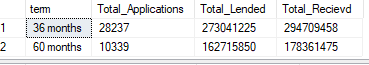 term Total_Applications Total_Lended Total_Recievd
1 36 months 28237 273041225 294709458
2 60 months 10339 162715850 178361475